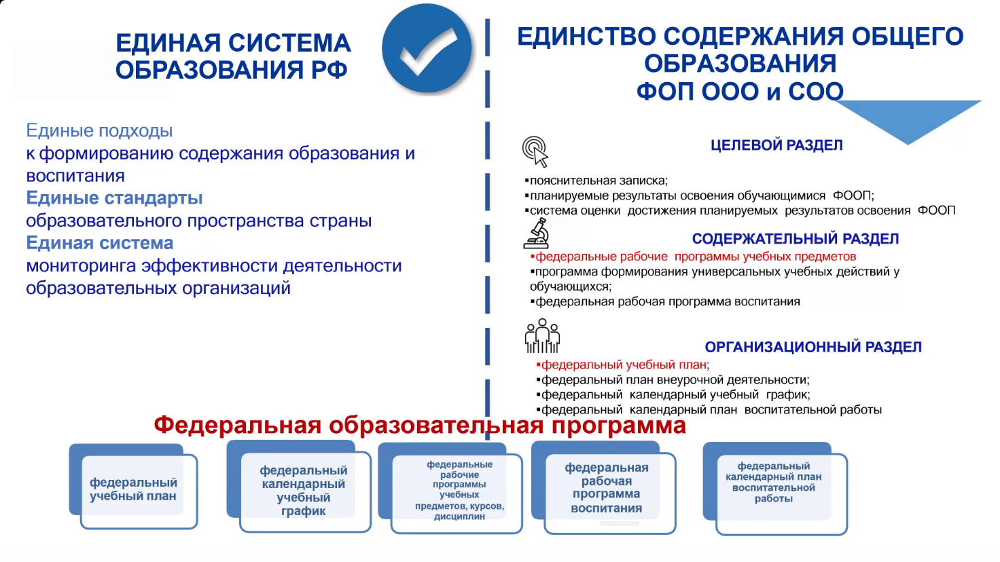 ЕДИНАЯ СИСТЕМА
ОБРАЗОВАНИЯ РФ
Единые подходы
к формированию содержания образования и
воспитания
Единые стандарты
образовательного пространства страны
Единая система
мониторинга эффективности деятельности
образовательных организаций
ЕДИНСТВО СОДЕРЖАНИЯ ОБЩЕГО
ОБРАЗОВАНИЯ
ФОП ООО и СОО
ЦЕЛЕВОЙ РАЗДЕЛ
▪пояснительная записка;
▪планируемые результаты освоения обучающимися ФООП;
▪система оценки достижения планируемых результатов освоения ФООП
СОДЕРЖАТЕЛЬНЫЙ РАЗДЕЛ
▪федеральные рабочие программы учебных предметов
▪программа формирования универсальных учебных действий у
обучающихся;
▪федеральная рабочая программа воспитания
ОРГАНИЗАЦИОННЫЙ РАЗДЕЛ
▪федеральный учебный план;
▪федеральный план внеурочной деятельности;
▪федеральный календарный учебный график;
▪федеральный календарный план воспитательной работы
Федеральная образовательная программа
федеральный
учебный план
федеральный
календарный
учебный
график
федеральные
рабочие
программы
учебных
предметов, курсов,
дисциплин
федеральная
рабочая
программа
воспитания
федеральный
календарный план
воспитательной
работы